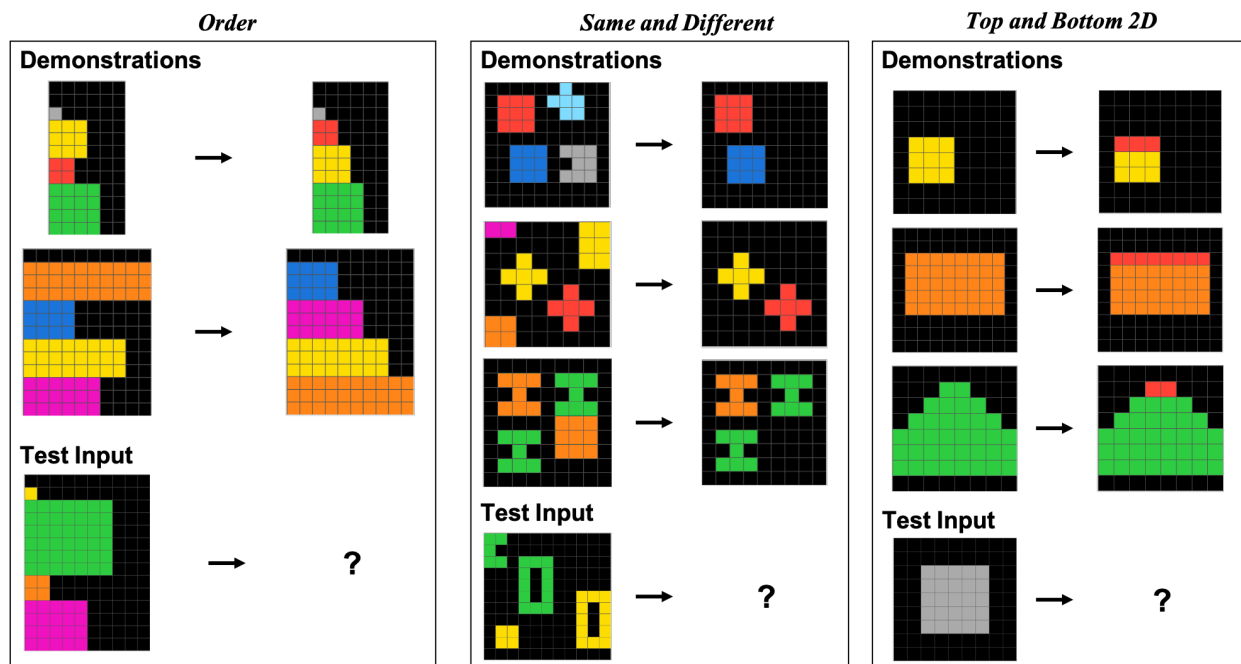 Order
Same and Different
Top and Bottom 2D
Demonstrations
Demonstrations
Demonstrations
Test Input
Test Input
Test Input
?
?
?